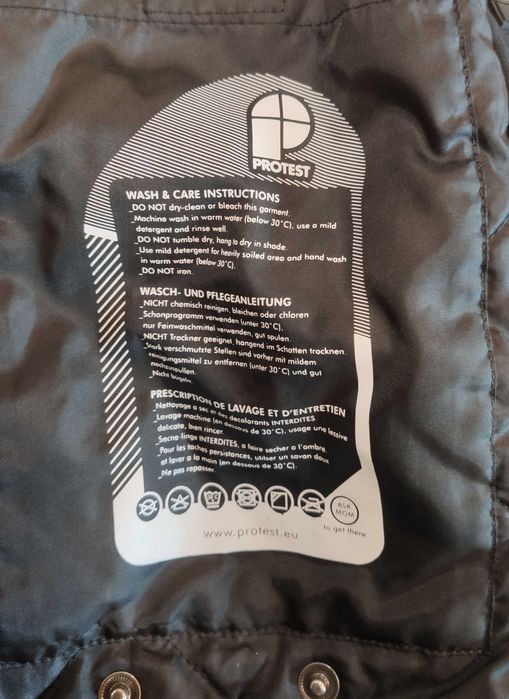 PROTEST
WASH & CARE INSTRUCTIONS
DO NOT dry-clean or bleach this garment.
_Machine wash in warm water (below 30°C), use a mild
detergent and rinse well.
_DO NOT tumble dry, hang to dry in shade.
_Use mild detergent for heavily soiled area and hand wash
in warm water (below 30°C).
_DO NOT iron.
WASCH- UND PFLEGEANLEITUNG
_NICHT chemisch reinigen, bleichen oder chloren
_Schonprogramm verwenden (unter 30°C),
nur Feinwaschmittel verwenden, gut spulen.
_NICHT Trockner geeignet, hangend im Schatten trocknen.
_Stark verschmutzte Stellen sind vorher mit mildem
reinigungsmittel zu entfernen (unter 30°C) und gut
_Nicht bugeln.
PRESCRIPTION DE LAVAGE ET D'ENTRETIEN
_Nettoyage a sec et des decolorants INTERDITES
_Lavage machine (en dessous de 30°C), usage une lessive
delicate, bien rincer.
_Seche-linge INTERDITES, a faire secher a l'ombre.
_Pour les taches persistances, utiliser un savon doux
et laver a la main (en dessous de 30°C).
_Ne pas repasser.
ASK
MOM
www.protest.eu
to get there